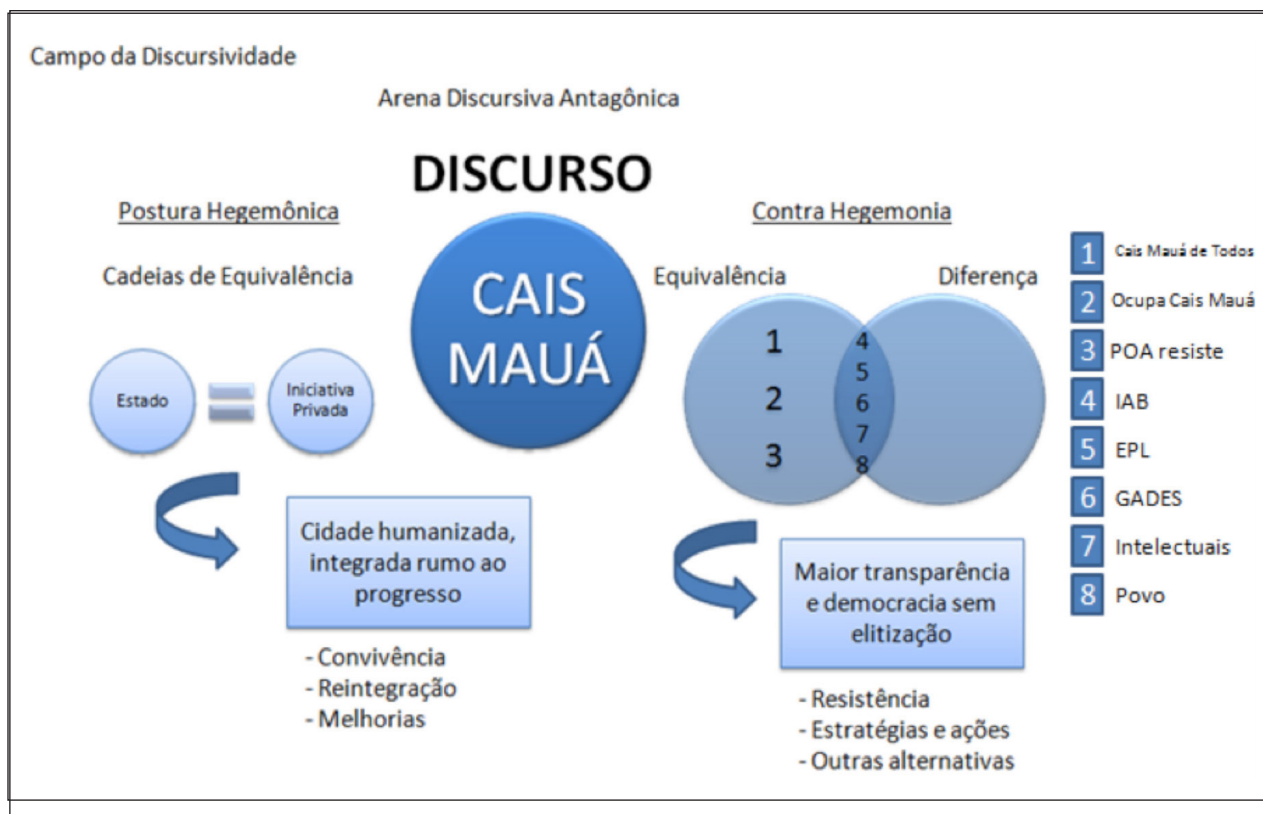 Campo da Discursividade
Arena Discursiva Antagônica
DISCURSO
CAIS
MAUÁ
Postura Hegemônica
Cadeias de Equivalência
Estado
Iniciativa
Privada
Cidade humanizada,
integrada rumo ao
progresso
- Convivência
- Reintegração
- Melhorias
Contra Hegemonia
Equivalência
Diferença
1
2
3
4
5
6
7
8
Maior transparência
e democracia sem
elitização
- Resistência
- Estratégias e ações
- Outras alternativas
1 Cais Mauá de Todos
2 Ocupa Cais Mauá
3 POA resiste
4 IAB
5 EPL
6 GADES
7 Intelectuais
8 Povo